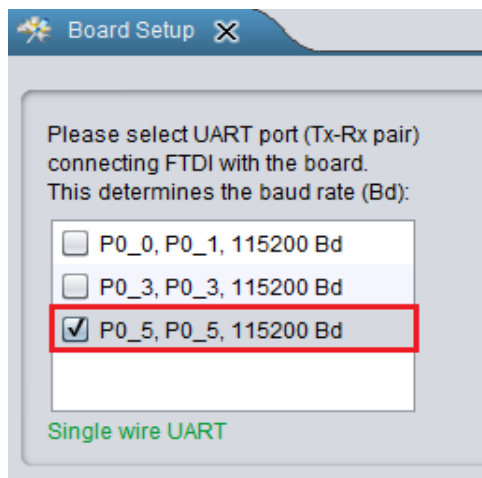 Board Setup
Please select UART port (Tx-Rx pair)
connecting FTDI with the board.
This determines the baud rate (Bd):
P0_0, P0_1, 115200 Bd
P0_3, P0_3, 115200 Bd
P0_5, P0_5, 115200 Bd
Single wire UART